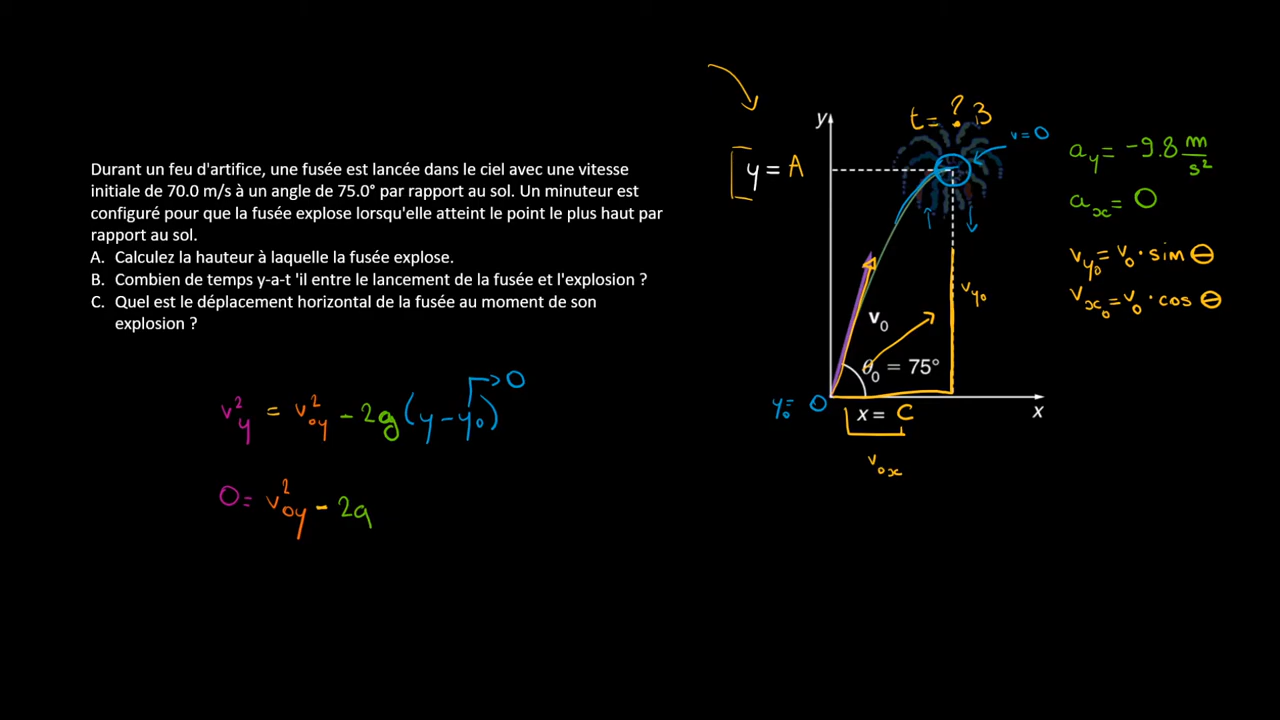 Durant un feu d'artifice, une fusée est lancée dans le ciel avec une vitesse
initiale de 70.0 m/s à un angle de 75.0° par rapport au sol. Un minuteur est
configuré pour que la fusée explose lorsqu'elle atteint le point le plus haut par
rapport au sol.
A. Calculez la hauteur à laquelle la fusée explose.
B. Combien de temps y-a-t 'il entre le lancement de la fusée et l'explosion ?
C. Quel est le déplacement horizontal de la fusée au moment de son
explosion ?
v²y = v²₀y - 2g (y - y₀) → 0
0 = v²₀y - 2g
y
t = ? B
v = 0
y = A
v₀
θ₀ = 75°
vy₀
y₀ = 0
x = C
x
v₀x
ay = -9.8 m/s²
ax = 0
vy₀ = v₀ · sin θ
vx₀ = v₀ · cos θ